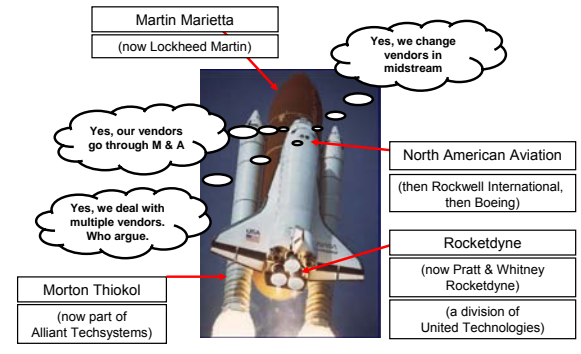 Martin Marietta
(now Lockheed Martin)
Yes, we change
vendors in
midstream
Yes, our vendors
go through M & A
North American Aviation
(then Rockwell International,
then Boeing)
Yes, we deal with
multiple vendors.
Who argue.
USA
Rocketdyne
(now Pratt & Whitney
Rocketdyne)
(a division of
United Technologies)
Morton Thiokol
(now part of
Alliant Techsystems)